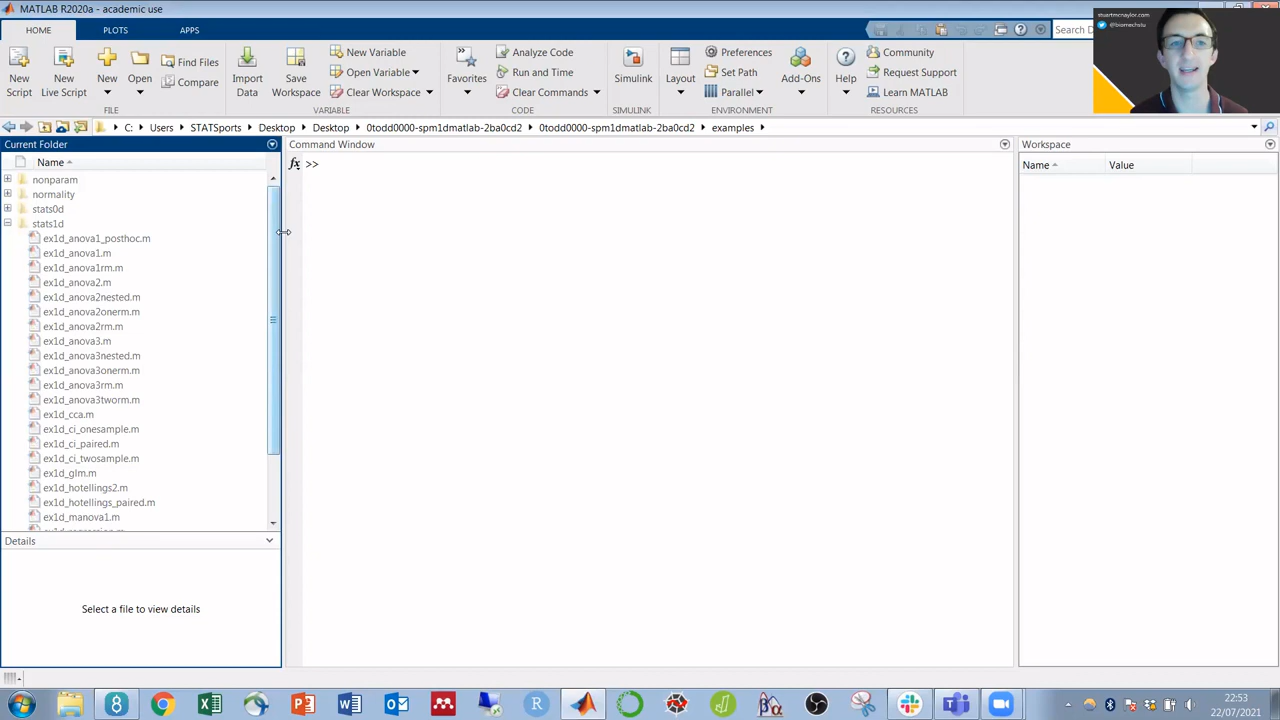 MATLAB R2020a - academic use
stuartmcnaylor.com
@biomechstu
HOME
PLOTS
APPS
Search D
New Script
New Live Script
New
Open
Find Files
Compare
FILE
Import Data
Save Workspace
New Variable
Open Variable
Clear Workspace
VARIABLE
Favorites
Analyze Code
Run and Time
Clear Commands
CODE
Simulink
SIMULINK
Layout
Preferences
Set Path
Parallel
Add-Ons
ENVIRONMENT
Help
Community
Request Support
Learn MATLAB
RESOURCES
C: Users STATSports Desktop Desktop 0todd0000-spm1dmatlab-2ba0cd2 0todd0000-spm1dmatlab-2ba0cd2 examples
Current Folder
Name
nonparam
normality
stats0d
stats1d
ex1d_anova1_posthoc.m
ex1d_anova1.m
ex1d_anova1rm.m
ex1d_anova2.m
ex1d_anova2nested.m
ex1d_anova2onerm.m
ex1d_anova2rm.m
ex1d_anova3.m
ex1d_anova3nested.m
ex1d_anova3onerm.m
ex1d_anova3rm.m
ex1d_anova3tworm.m
ex1d_cca.m
ex1d_ci_onesample.m
ex1d_ci_paired.m
ex1d_ci_twosample.m
ex1d_glm.m
ex1d_hotellings2.m
ex1d_hotellings_paired.m
ex1d_manova1.m
Details
Select a file to view details
Command Window
fx >>
Workspace
Name Value
22:53
22/07/2021